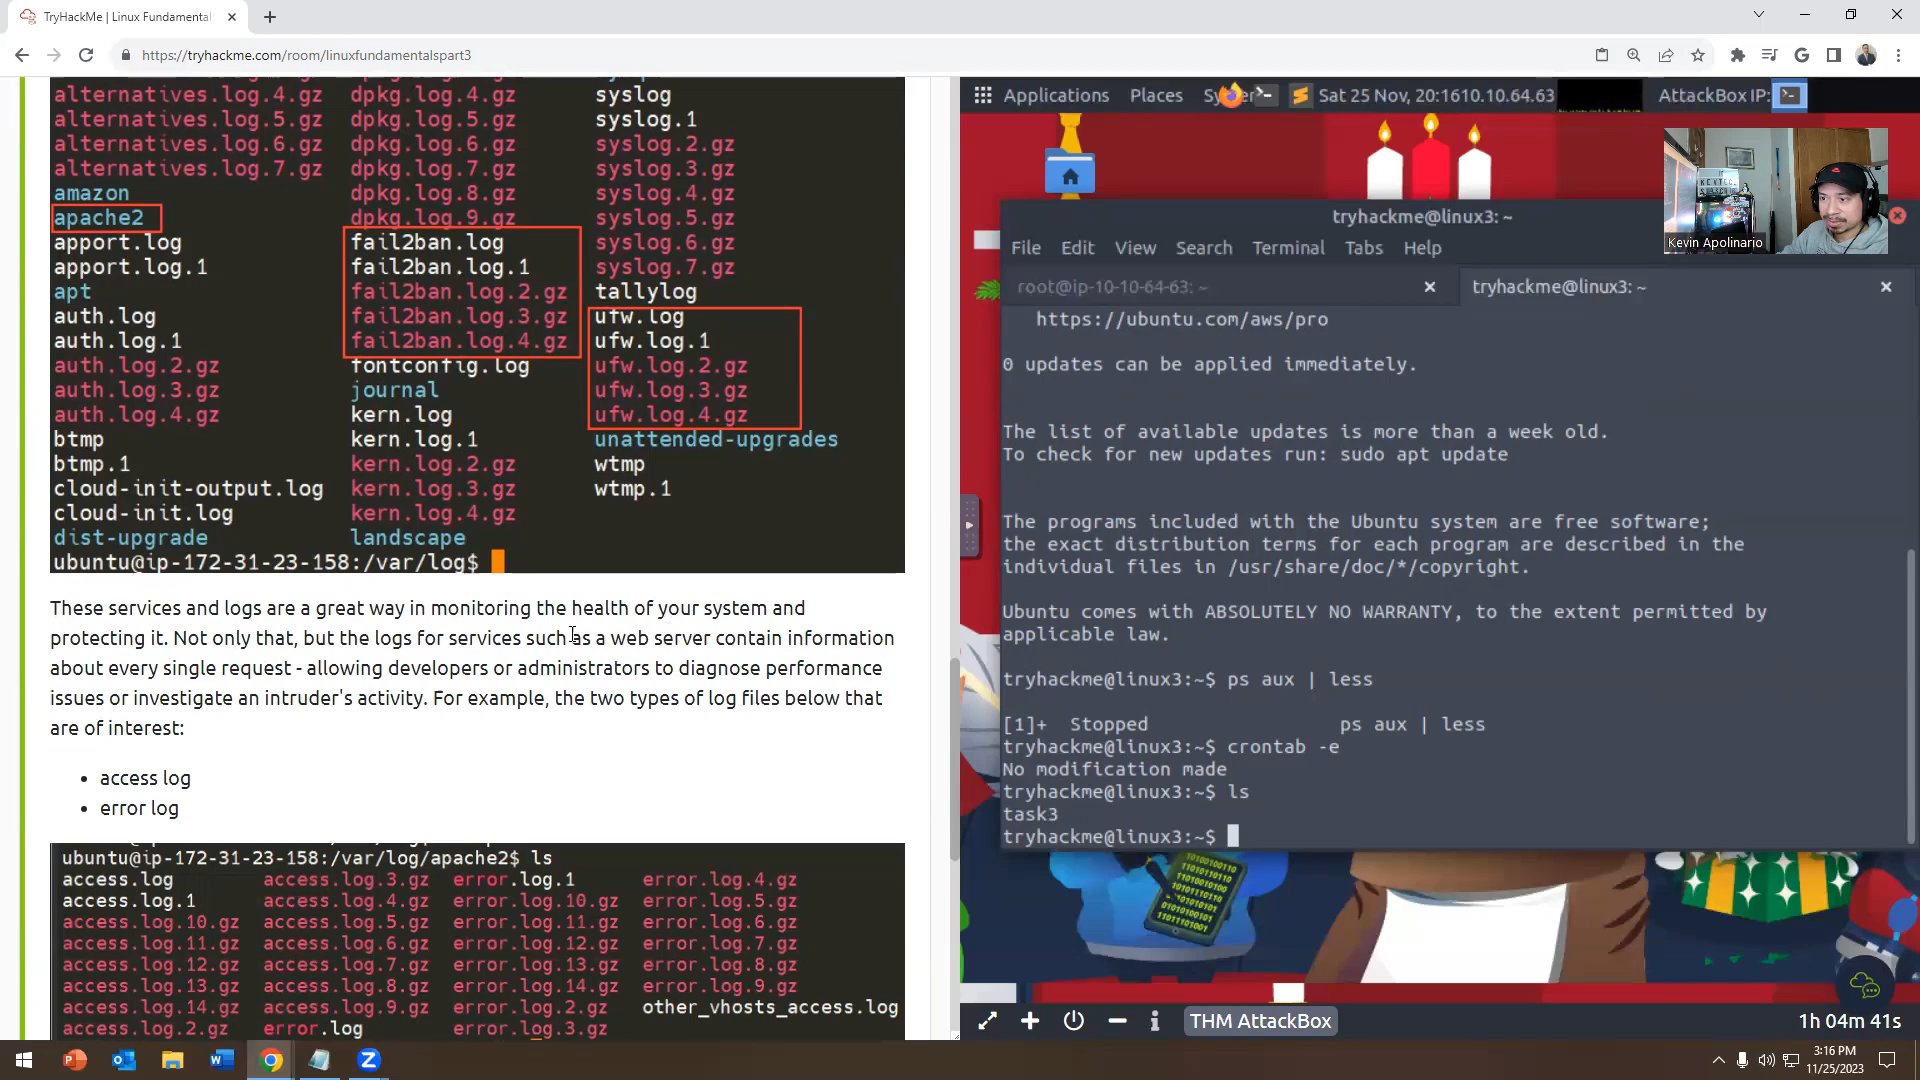 TryHackMe | Linux Fundamental
https://tryhackme.com/room/linuxfundamentalspart3
alternatives.log.4.gz dpkg.log.4.gz syslog
alternatives.log.5.gz dpkg.log.5.gz syslog.1
alternatives.log.6.gz dpkg.log.6.gz syslog.2.gz
alternatives.log.7.gz dpkg.log.7.gz syslog.3.gz
amazon dpkg.log.8.gz syslog.4.gz
apache2 dpkg.log.9.gz syslog.5.gz
apport.log fail2ban.log syslog.6.gz
apport.log.1 fail2ban.log.1 syslog.7.gz
apt fail2ban.log.2.gz tallylog
auth.log fail2ban.log.3.gz ufw.log
auth.log.1 fail2ban.log.4.gz ufw.log.1
auth.log.2.gz fontconfig.log ufw.log.2.gz
auth.log.3.gz journal ufw.log.3.gz
auth.log.4.gz kern.log ufw.log.4.gz
btmp kern.log.1 unattended-upgrades
btmp.1 kern.log.2.gz wtmp
cloud-init-output.log kern.log.3.gz wtmp.1
cloud-init.log kern.log.4.gz
dist-upgrade landscape
ubuntu@ip-172-31-23-158:/var/log$
These services and logs are a great way in monitoring the health of your system and
protecting it. Not only that, but the logs for services such as a web server contain information
about every single request - allowing developers or administrators to diagnose performance
issues or investigate an intruder's activity. For example, the two types of log files below that
are of interest:
• access log
• error log
ubuntu@ip-172-31-23-158:/var/log/apache2$ ls
access.log access.log.3.gz error.log.1 error.log.4.gz
access.log.1 access.log.4.gz error.log.10.gz error.log.5.gz
access.log.10.gz access.log.5.gz error.log.11.gz error.log.6.gz
access.log.11.gz access.log.6.gz error.log.12.gz error.log.7.gz
access.log.12.gz access.log.7.gz error.log.13.gz error.log.8.gz
access.log.13.gz access.log.8.gz error.log.14.gz error.log.9.gz
access.log.14.gz access.log.9.gz error.log.2.gz other_vhosts_access.log
access.log.2.gz error.log error.log.3.gz
Applications Places Sat 25 Nov, 20:1610.10.64.63 AttackBox IP:
Kevin Apolinario
tryhackme@linux3: ~
File Edit View Search Terminal Tabs Help
root@ip-10-10-64-63: ~
tryhackme@linux3: ~
https://ubuntu.com/aws/pro
0 updates can be applied immediately.
The list of available updates is more than a week old.
To check for new updates run: sudo apt update
The programs included with the Ubuntu system are free software;
the exact distribution terms for each program are described in the
individual files in /usr/share/doc/*/copyright.
Ubuntu comes with ABSOLUTELY NO WARRANTY, to the extent permitted by
applicable law.
tryhackme@linux3:~$ ps aux | less
[1]+ Stopped ps aux | less
tryhackme@linux3:~$ crontab -e
No modification made
tryhackme@linux3:~$ ls
task3
tryhackme@linux3:~$
THM AttackBox
1h 04m 41s
3:16 PM
11/25/2023